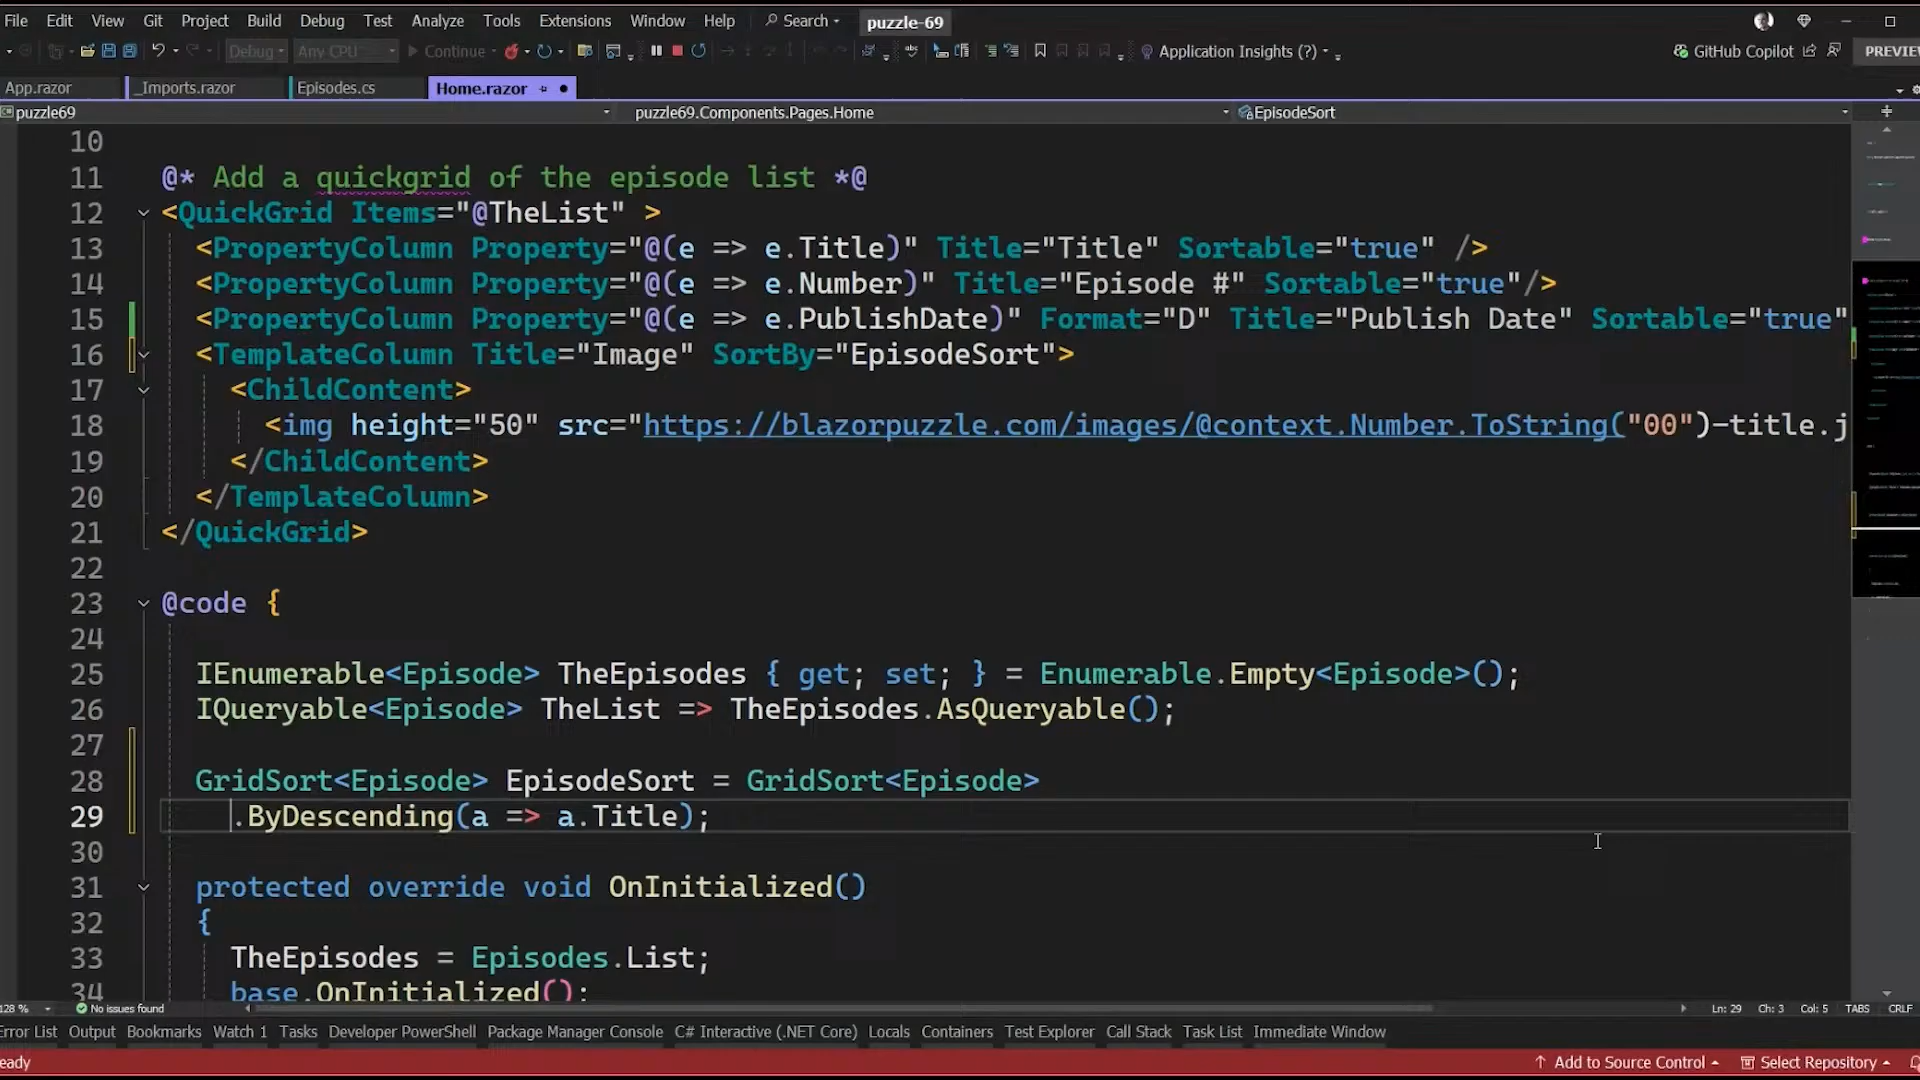 File Edit View Git Project Build Debug Test Analyze Tools Extensions Window Help Search puzzle-69
Debug Any CPU Continue Application Insights (?) GitHub Copilot PREVIEW
App.razor _Imports.razor Episodes.cs Home.razor
puzzle69 puzzle69.Components.Pages.Home EpisodeSort
10
11 @* Add a quickgrid of the episode list *@
12 <QuickGrid Items="@TheList" >
13 <PropertyColumn Property="@(e => e.Title)" Title="Title" Sortable="true" />
14 <PropertyColumn Property="@(e => e.Number)" Title="Episode #" Sortable="true"/>
15 <PropertyColumn Property="@(e => e.PublishDate)" Format="D" Title="Publish Date" Sortable="true"
16 <TemplateColumn Title="Image" SortBy="EpisodeSort">
17 <ChildContent>
18 <img height="50" src="https://blazorpuzzle.com/images/@context.Number.ToString("00")-title.j
19 </ChildContent>
20 </TemplateColumn>
21 </QuickGrid>
22
23 @code {
24
25 IEnumerable<Episode> TheEpisodes { get; set; } = Enumerable.Empty<Episode>();
26 IQueryable<Episode> TheList => TheEpisodes.AsQueryable();
27
28 GridSort<Episode> EpisodeSort = GridSort<Episode>
29 .ByDescending(a => a.Title);
30
31 protected override void OnInitialized()
32 {
33 TheEpisodes = Episodes.List;
34 base.OnInitialized();
128 % No issues found Ln: 29 Ch: 3 Col: 5 TABS CRLF
Error List Output Bookmarks Watch 1 Tasks Developer PowerShell Package Manager Console C# Interactive (.NET Core) Locals Containers Test Explorer Call Stack Task List Immediate Window
eady Add to Source Control Select Repository